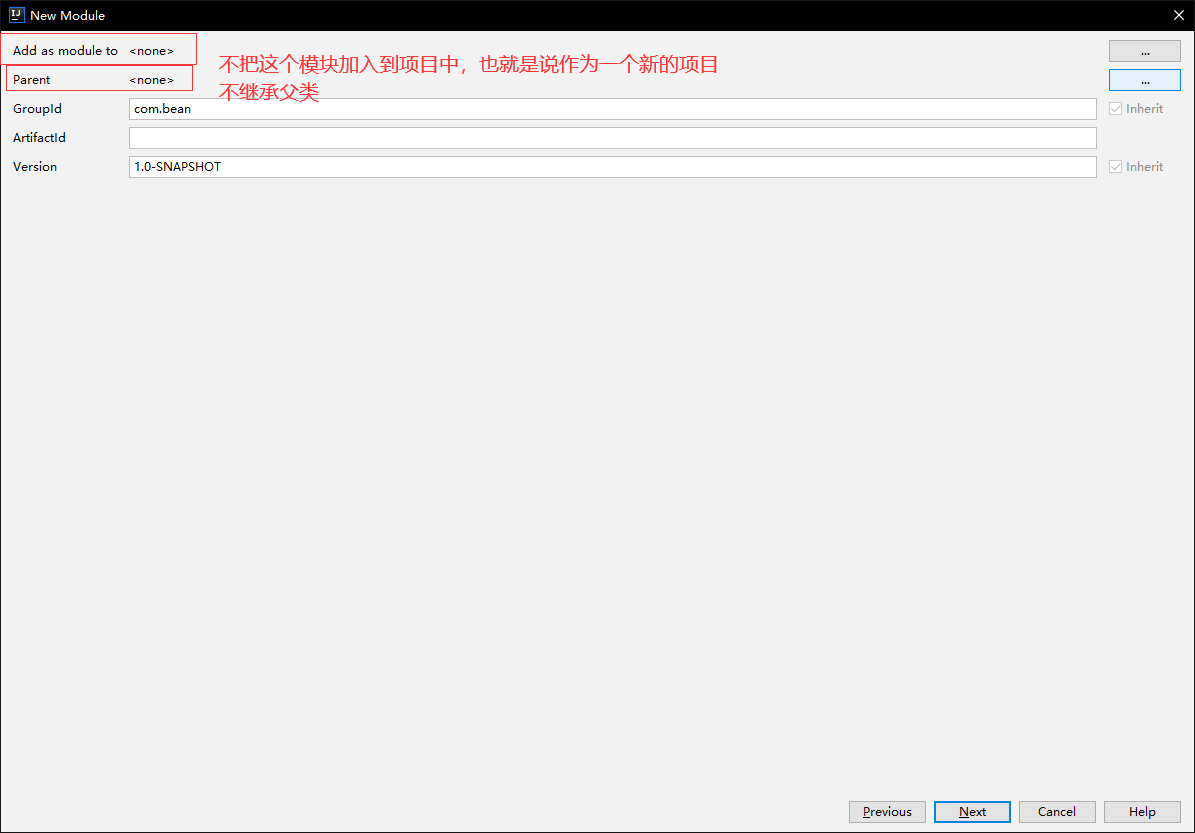 New Module
Add as module to <none>
...
不把这个模块加入到项目中，也就是说作为一个新的项目
Parent <none>
...
不继承父类
GroupId com.bean Inherit
ArtifactId
Version 1.0-SNAPSHOT Inherit
Previous Next Cancel Help